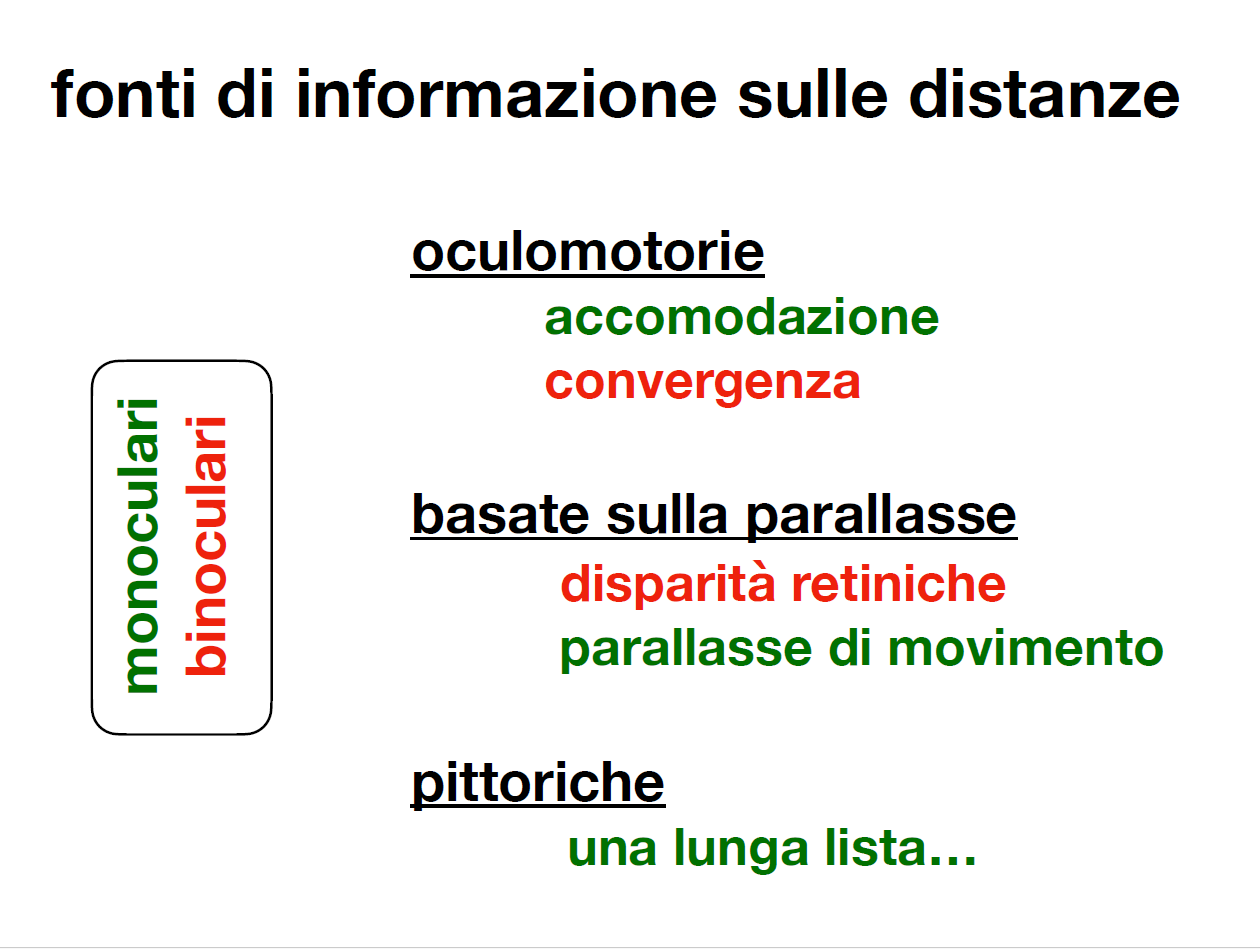 fonti di informazione sulle distanze
oculomotorie
accomodazione
convergenza
monoculari
binoculari
basate sulla parallasse
disparità retiniche
parallasse di movimento
pittoriche
una lunga lista…